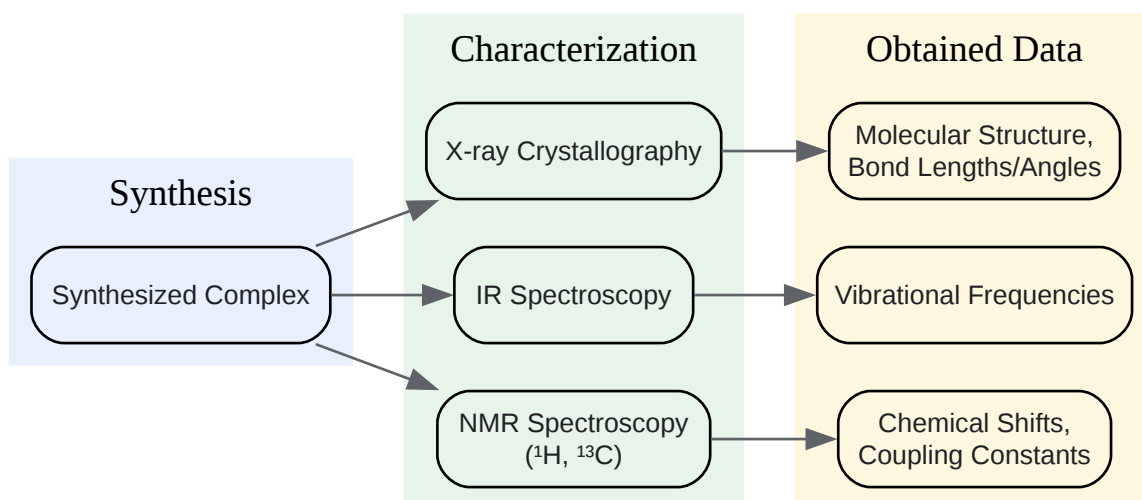 Synthesis
Synthesized Complex
Characterization
X-ray Crystallography
IR Spectroscopy
NMR Spectroscopy
(¹H, ¹³C)
Obtained Data
Molecular Structure,
Bond Lengths/Angles
Vibrational Frequencies
Chemical Shifts,
Coupling Constants